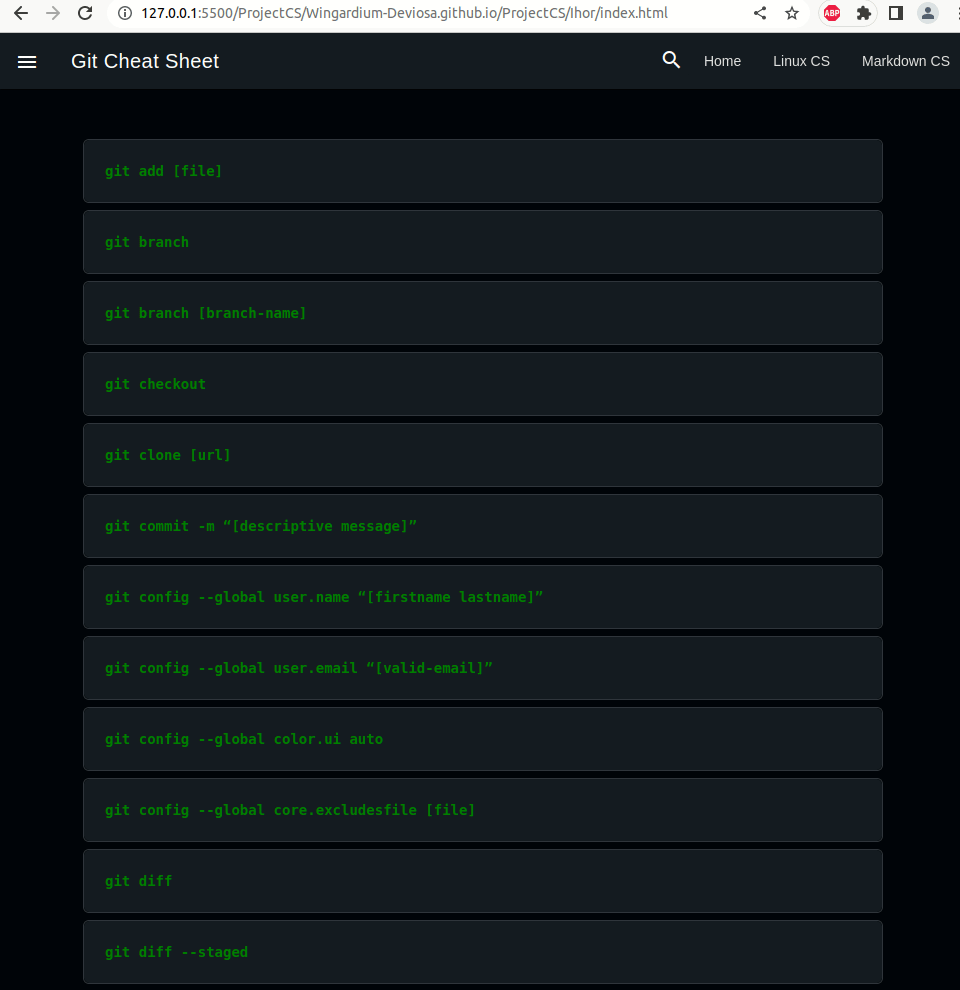 127.0.0.1:5500/ProjectCS/Wingardium-Deviosa.github.io/ProjectCS/Ihor/index.html
ABP
Git Cheat Sheet
Home
Linux CS
Markdown CS
git add [file]
git branch
git branch [branch-name]
git checkout
git clone [url]
git commit -m “[descriptive message]”
git config --global user.name “[firstname lastname]”
git config --global user.email “[valid-email]”
git config --global color.ui auto
git config --global core.excludesfile [file]
git diff
git diff --staged